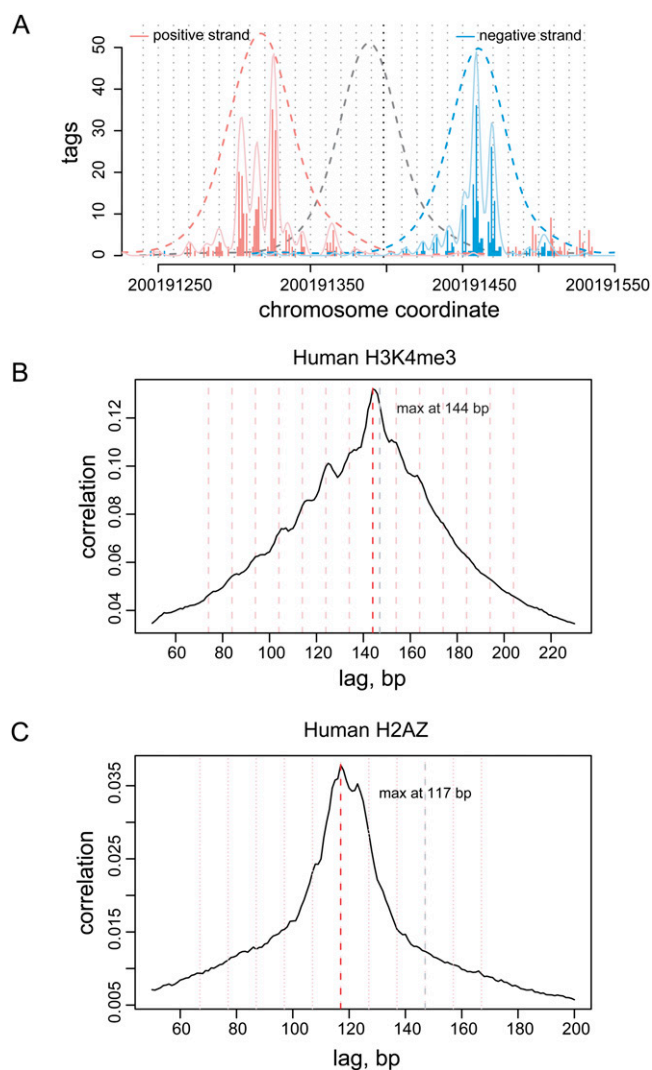 A
positive strand
negative strand
50
40
30
20
10
0
tags
200191250 200191350 200191450 200191550
chromosome coordinate
B
Human H3K4me3
max at 144 bp
0.12
0.10
0.08
0.06
0.04
correlation
60 80 100 120 140 160 180 200 220
lag, bp
C
Human H2AZ
max at 117 bp
0.035
0.025
0.015
0.005
correlation
60 80 100 120 140 160 180 200
lag, bp